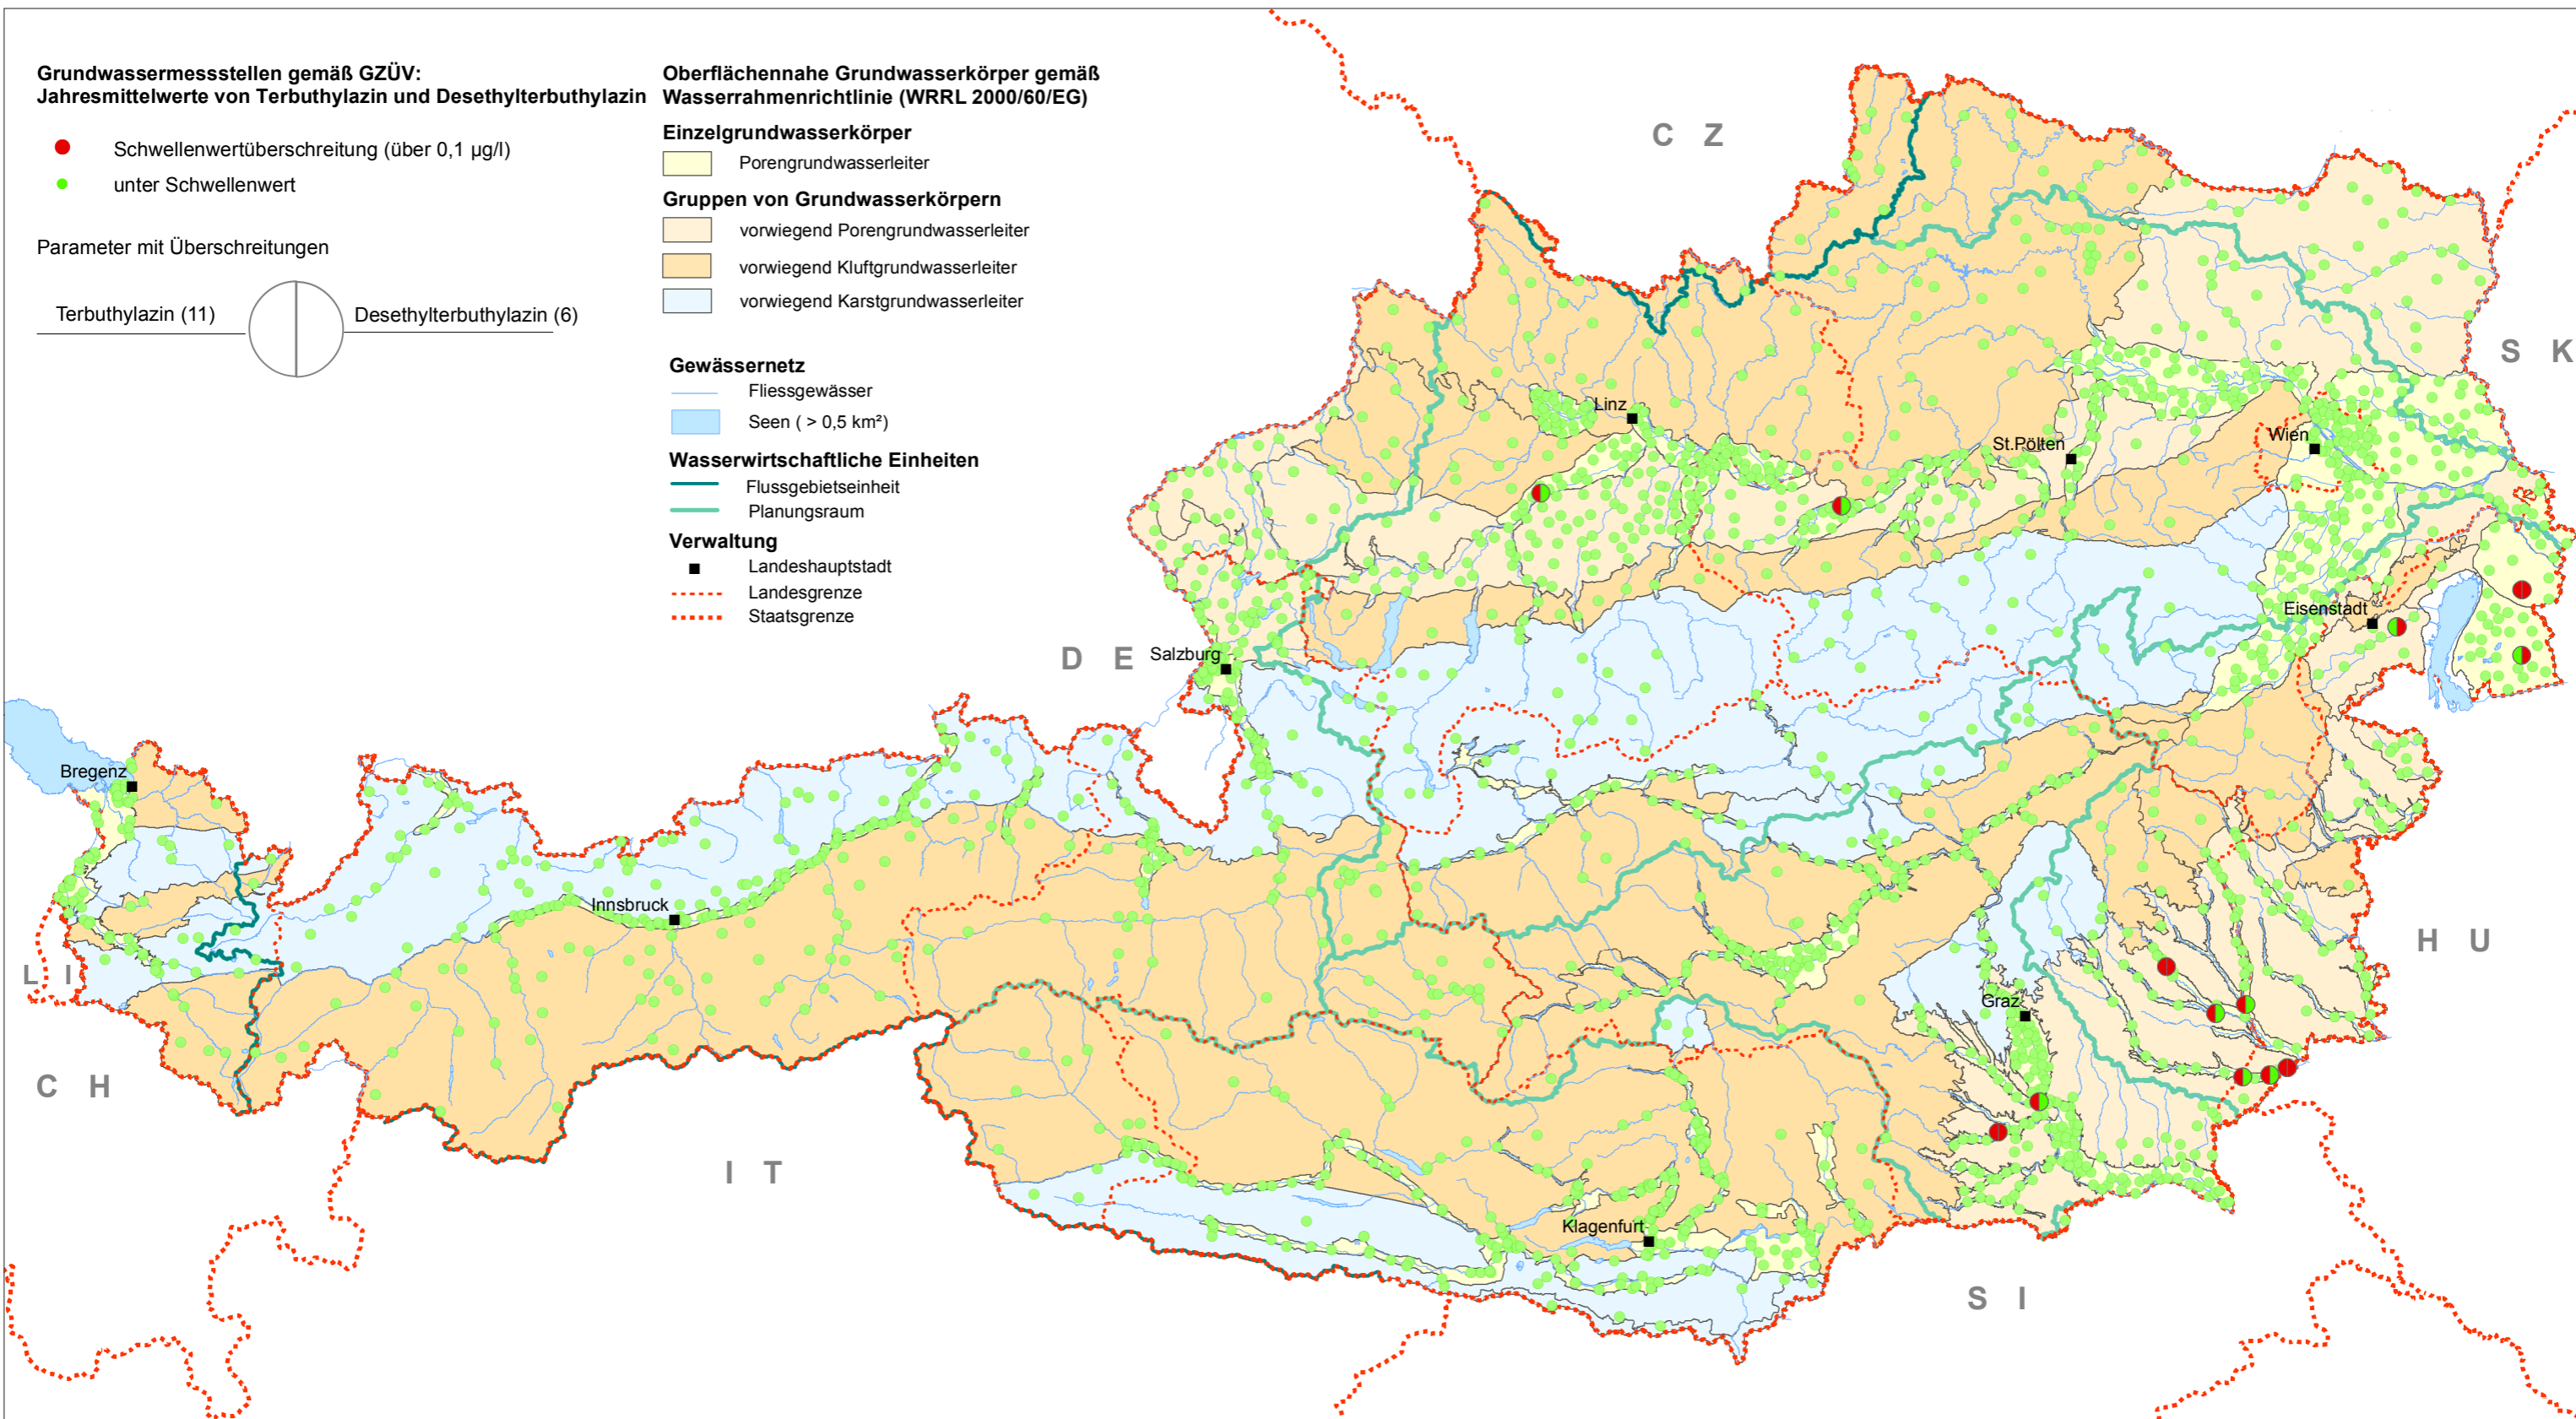 Grundwassermessstellen gemäß GZÜV:
Jahresmittelwerte von Terbuthylazin und Desethylterbuthylazin
Schwellenwertüberschreitung (über 0,1 µg/l)
unter Schwellenwert
Parameter mit Überschreitungen
Terbuthylazin (11)
Desethylterbuthylazin (6)
Oberflächennahe Grundwasserkörper gemäß
Wasserrahmenrichtlinie (WRRL 2000/60/EG)
Einzelgrundwasserkörper
Porengrundwasserleiter
Gruppen von Grundwasserkörpern
vorwiegend Porengrundwasserleiter
vorwiegend Kluftgrundwasserleiter
vorwiegend Karstgrundwasserleiter
Gewässernetz
Fliessgewässer
Seen ( > 0,5 km²)
Wasserwirtschaftliche Einheiten
Flussgebietseinheit
Planungsraum
Verwaltung
Landeshauptstadt
Landesgrenze
Staatsgrenze
C Z
S K
Linz
Wien
St.Pölten
Eisenstadt
D E
Salzburg
Bregenz
Innsbruck
H U
L I
Graz
C H
I T
Klagenfurt
S I